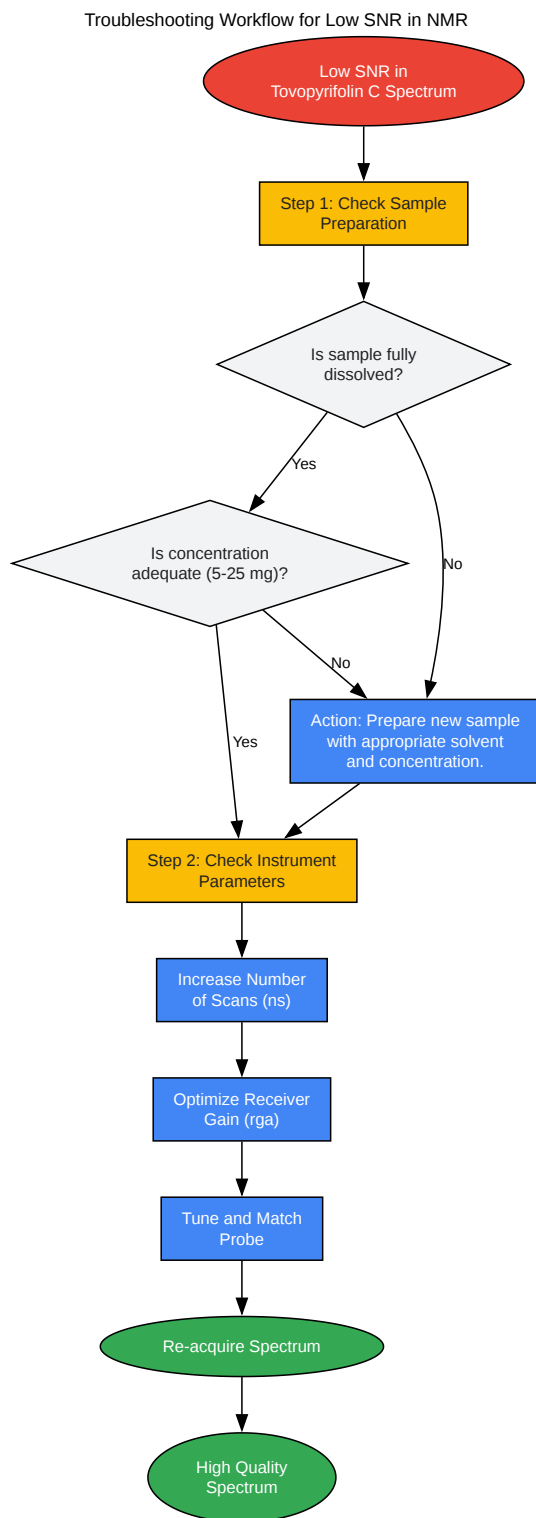 Troubleshooting Workflow for Low SNR in NMR
Low SNR in
Tovopyrifolin C Spectrum
Step 1: Check Sample
Preparation
Is sample fully
dissolved?
Yes
No
Is concentration
adequate (5-25 mg)?
No
Yes
Action: Prepare new sample
with appropriate solvent
and concentration.
Step 2: Check Instrument
Parameters
Increase Number
of Scans (ns)
Optimize Receiver
Gain (rga)
Tune and Match
Probe
Re-acquire Spectrum
High Quality
Spectrum